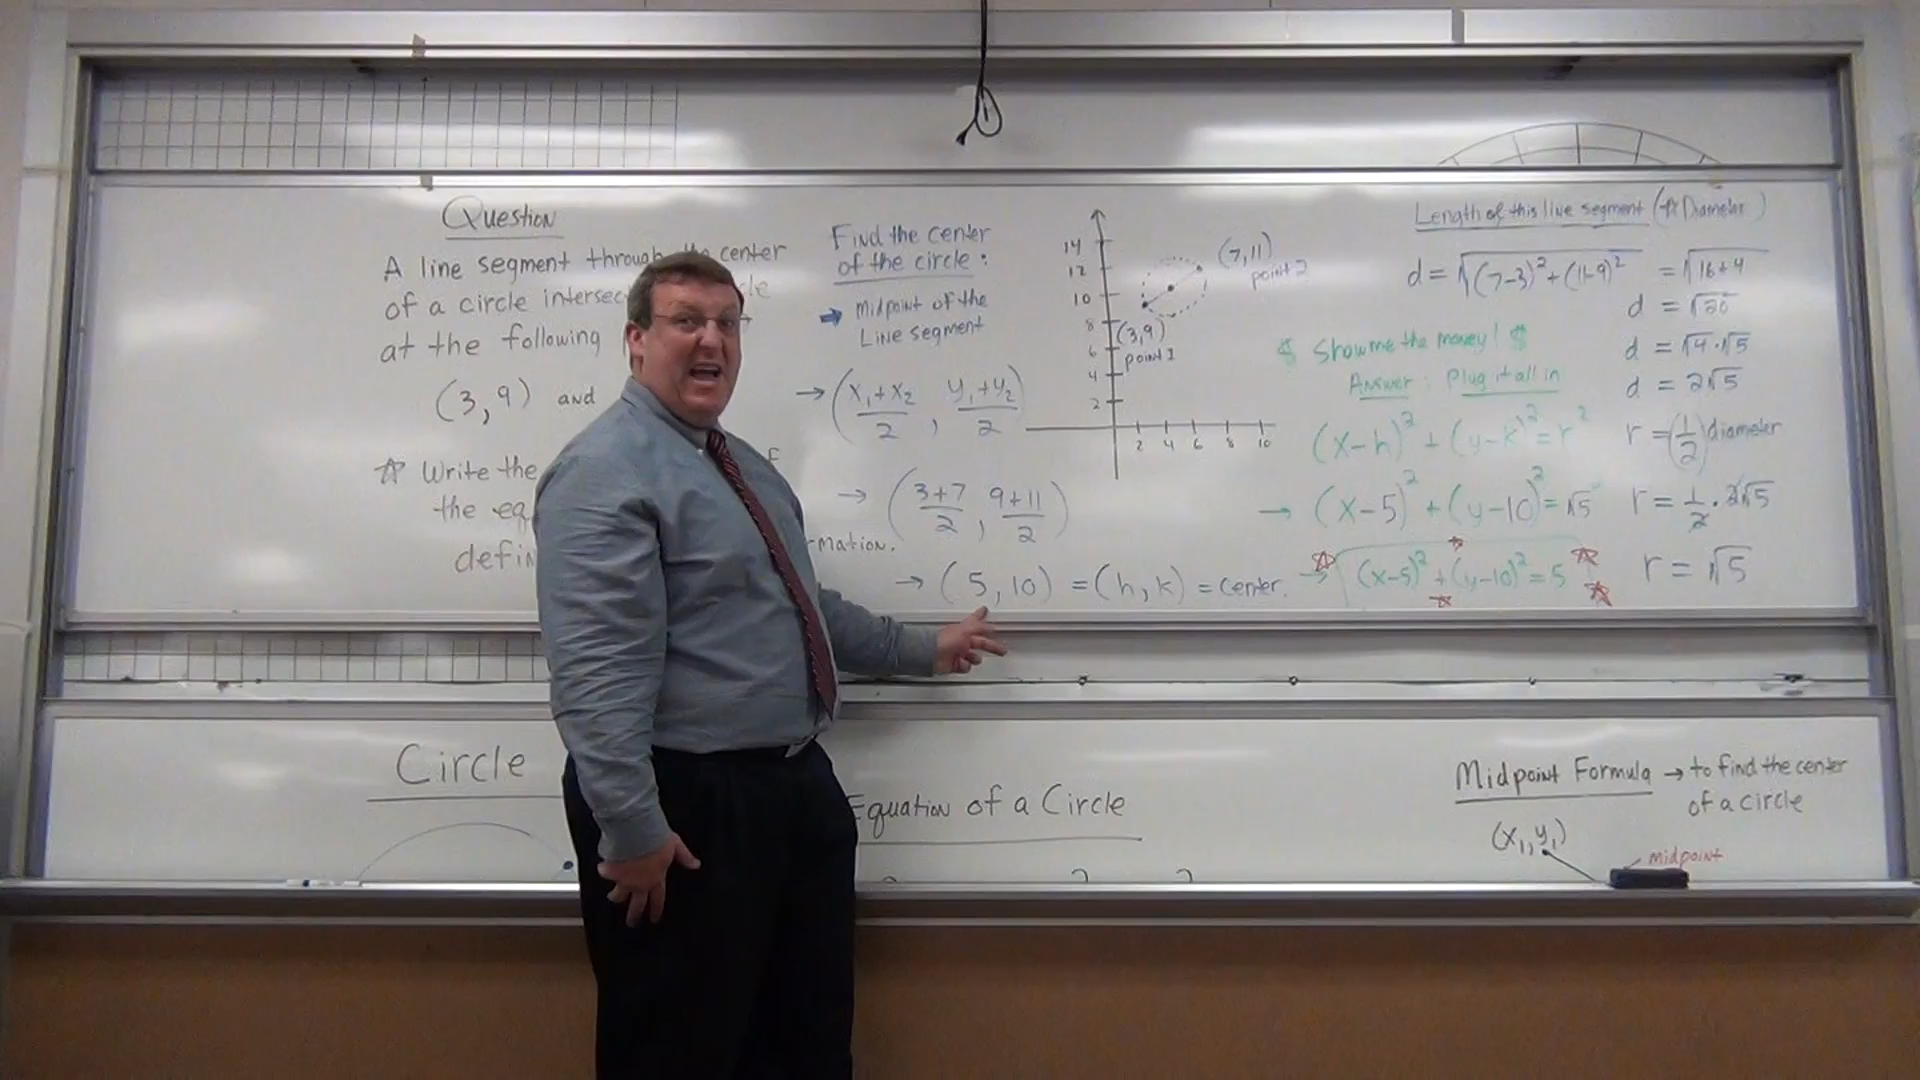 Question
A line segment through the center
of a circle intersec
at the following
(3,9) and
☆ Write the
the eq
defin
rmation.
Find the center
of the circle:
→ midpoint of the
Line segment
→ (x₁+x₂/2, y₁+y₂/2)
→ (3+7/2, 9+11/2)
→ (5,10) = (h,k) = center.
14
12
10
8
6
4
2
2 4 6 8 10
(7,11)
point 2
(3,9)
point 1
$ Show me the money! $
Answer: Plug it all in
(x-h)² + (y-k)² = r²
→ (x-5)² + (y-10)² = √5
→ (x-5)² + (y-10)² = 5
Length of this line segment ( Diameter)
d = √(7-3)² + (11-9)² = √16+4
d = √20
d = √4·√5
d = 2√5
r = (1/2) diameter
r = 1/2 · 2√5
r = √5
Circle
Equation of a Circle
Midpoint Formula → to find the center
of a circle
(x₁,y₁)
midpoint